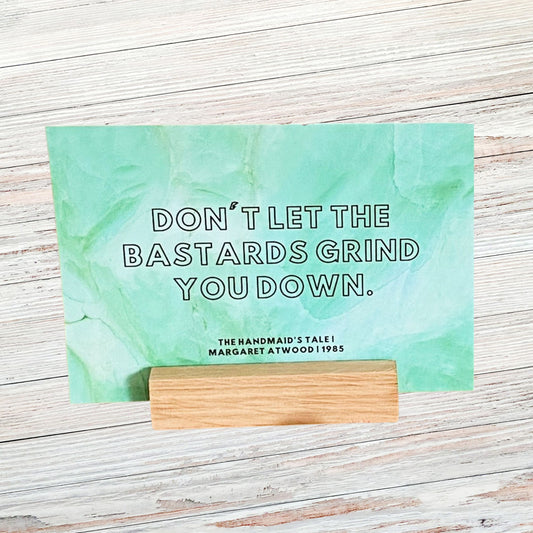 DON'T LET THE
BASTARDS GRIND
YOU DOWN.
THE HANDMAID'S TALE |
MARGARET ATWOOD | 1985